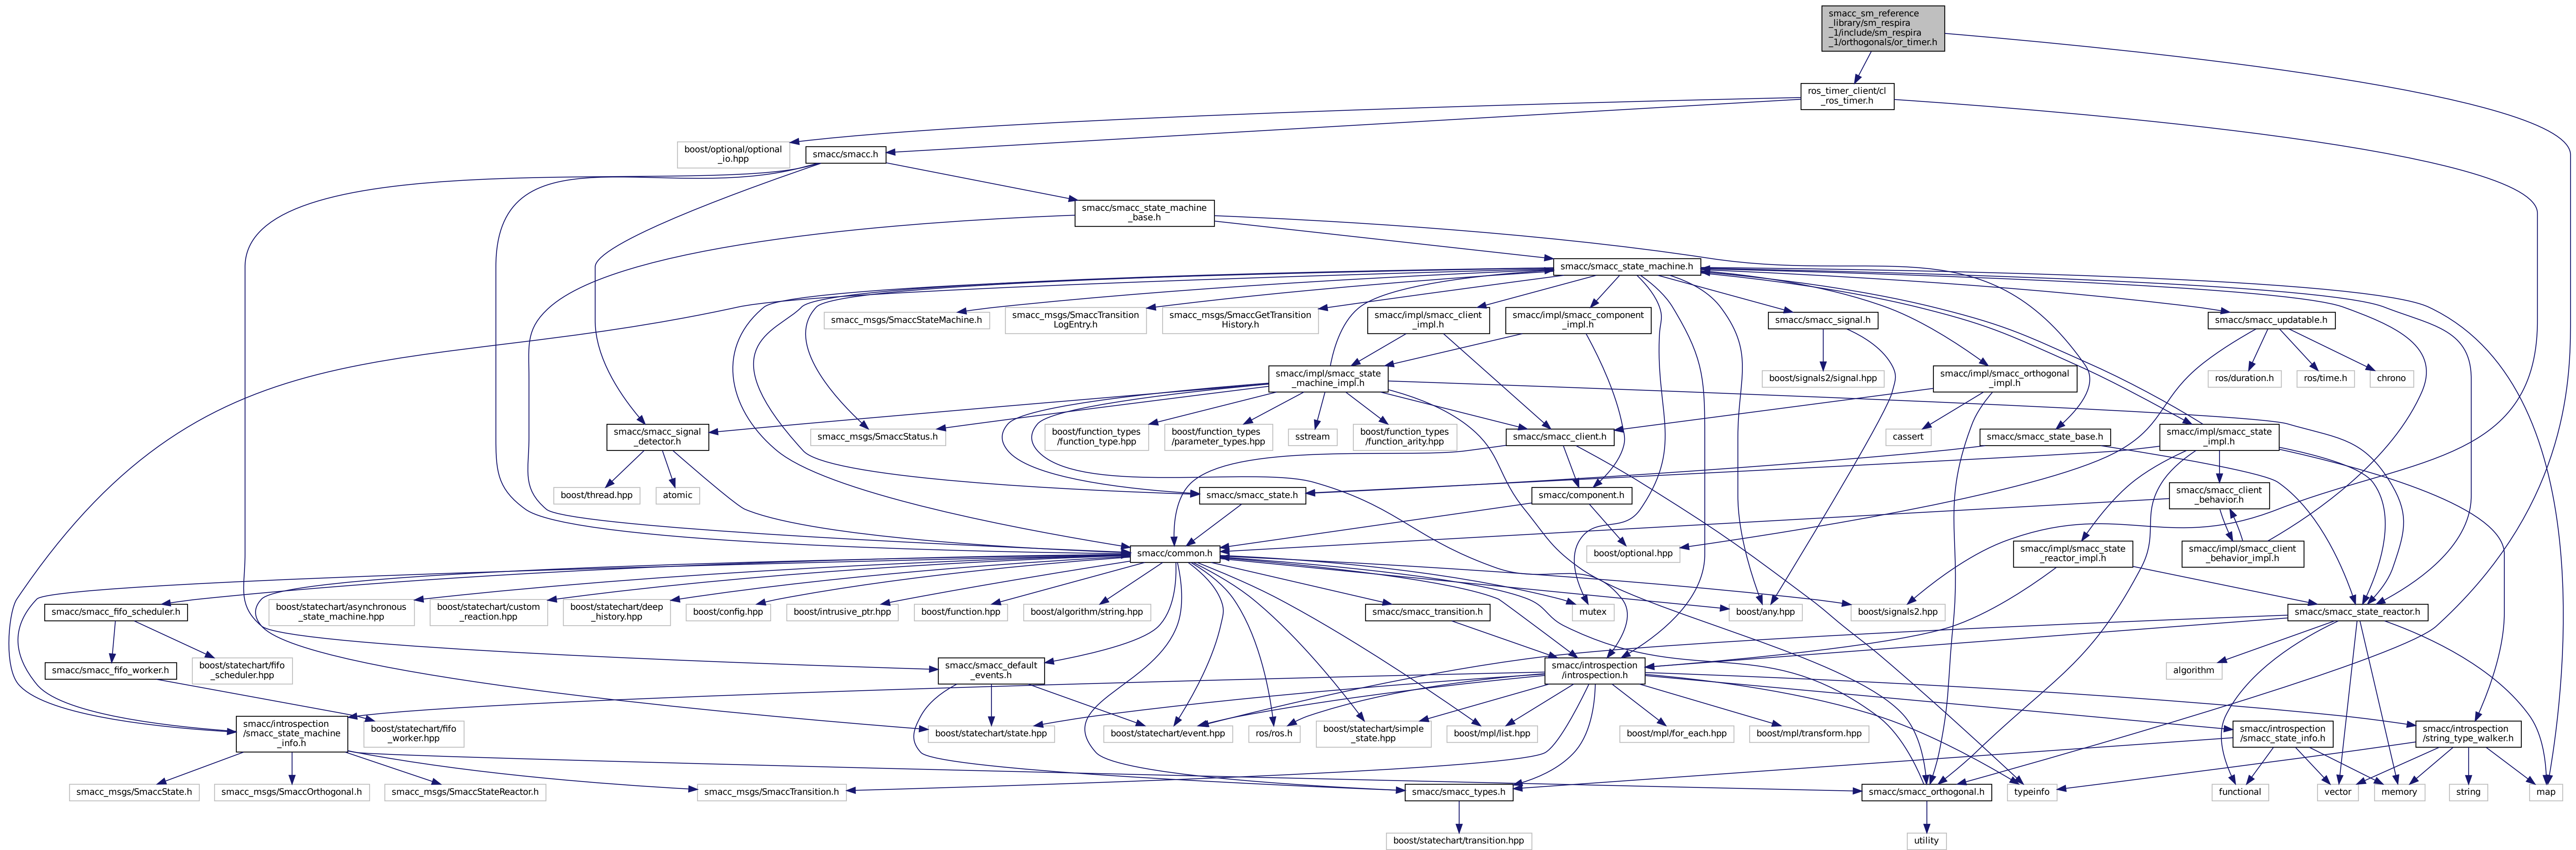 smacc_sm_reference
_library/sm_respira
_1/include/sm_respira
_1/orthogonals/or_timer.h
ros_timer_client/cl
_ros_timer.h
boost/optional/optional
_io.hpp
smacc/smacc.h
smacc/smacc_state_machine
_base.h
smacc/smacc_state_machine.h
smacc_msgs/SmaccStateMachine.h
smacc_msgs/SmaccTransition
LogEntry.h
smacc_msgs/SmaccGetTransition
History.h
smacc/impl/smacc_client
_impl.h
smacc/impl/smacc_component
_impl.h
smacc/smacc_signal.h
smacc/smacc_updatable.h
smacc/impl/smacc_state
_machine_impl.h
boost/signals2/signal.hpp
smacc/impl/smacc_orthogonal
_impl.h
ros/duration.h
ros/time.h
chrono
smacc/smacc_signal
_detector.h
smacc_msgs/SmaccStatus.h
boost/function_types
/function_type.hpp
boost/function_types
/parameter_types.hpp
sstream
boost/function_types
/function_arity.hpp
smacc/smacc_client.h
cassert
smacc/smacc_state_base.h
smacc/impl/smacc_state
_impl.h
boost/thread.hpp
atomic
smacc/smacc_state.h
smacc/component.h
smacc/smacc_client
_behavior.h
smacc/common.h
boost/optional.hpp
smacc/impl/smacc_state
_reactor_impl.h
smacc/impl/smacc_client
_behavior_impl.h
smacc/smacc_fifo_scheduler.h
boost/statechart/asynchronous
_state_machine.hpp
boost/statechart/custom
_reaction.hpp
boost/statechart/deep
_history.hpp
boost/config.hpp
boost/intrusive_ptr.hpp
boost/function.hpp
boost/algorithm/string.hpp
smacc/smacc_transition.h
mutex
boost/any.hpp
boost/signals2.hpp
smacc/smacc_state_reactor.h
smacc/smacc_fifo_worker.h
boost/statechart/fifo
_scheduler.hpp
smacc/smacc_default
_events.h
smacc/introspection
/introspection.h
algorithm
smacc/introspection
/smacc_state_machine
_info.h
boost/statechart/fifo
_worker.hpp
boost/statechart/state.hpp
boost/statechart/event.hpp
ros/ros.h
boost/statechart/simple
_state.hpp
boost/mpl/list.hpp
boost/mpl/for_each.hpp
boost/mpl/transform.hpp
smacc/introspection
/smacc_state_info.h
smacc/introspection
/string_type_walker.h
smacc_msgs/SmaccState.h
smacc_msgs/SmaccOrthogonal.h
smacc_msgs/SmaccStateReactor.h
smacc_msgs/SmaccTransition.h
smacc/smacc_types.h
smacc/smacc_orthogonal.h
typeinfo
functional
vector
memory
string
map
boost/statechart/transition.hpp
utility